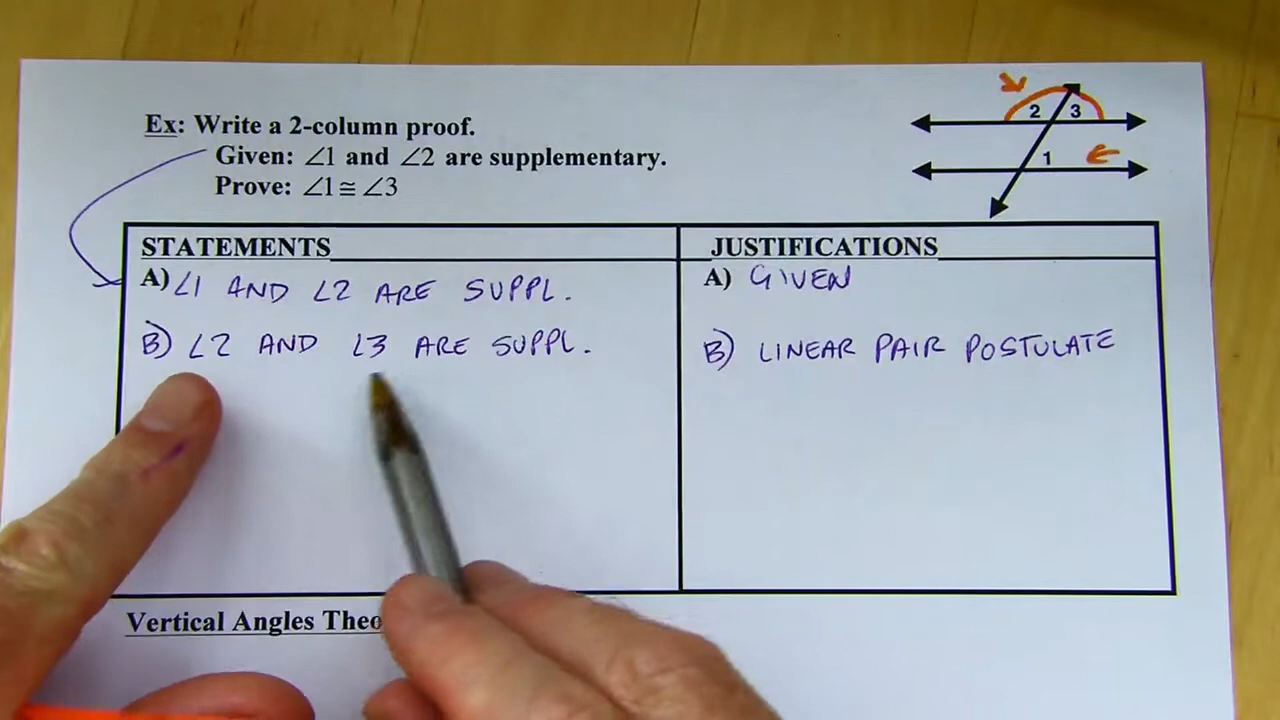 Ex: Write a 2-column proof.
Given: ∠1 and ∠2 are supplementary.
Prove: ∠1 ≅ ∠3
2 3
1
STATEMENTS JUSTIFICATIONS
A) ∠1 AND ∠2 ARE SUPPL. A) GIVEN
B) ∠2 AND ∠3 ARE SUPPL. B) LINEAR PAIR POSTULATE
Vertical Angles Theo